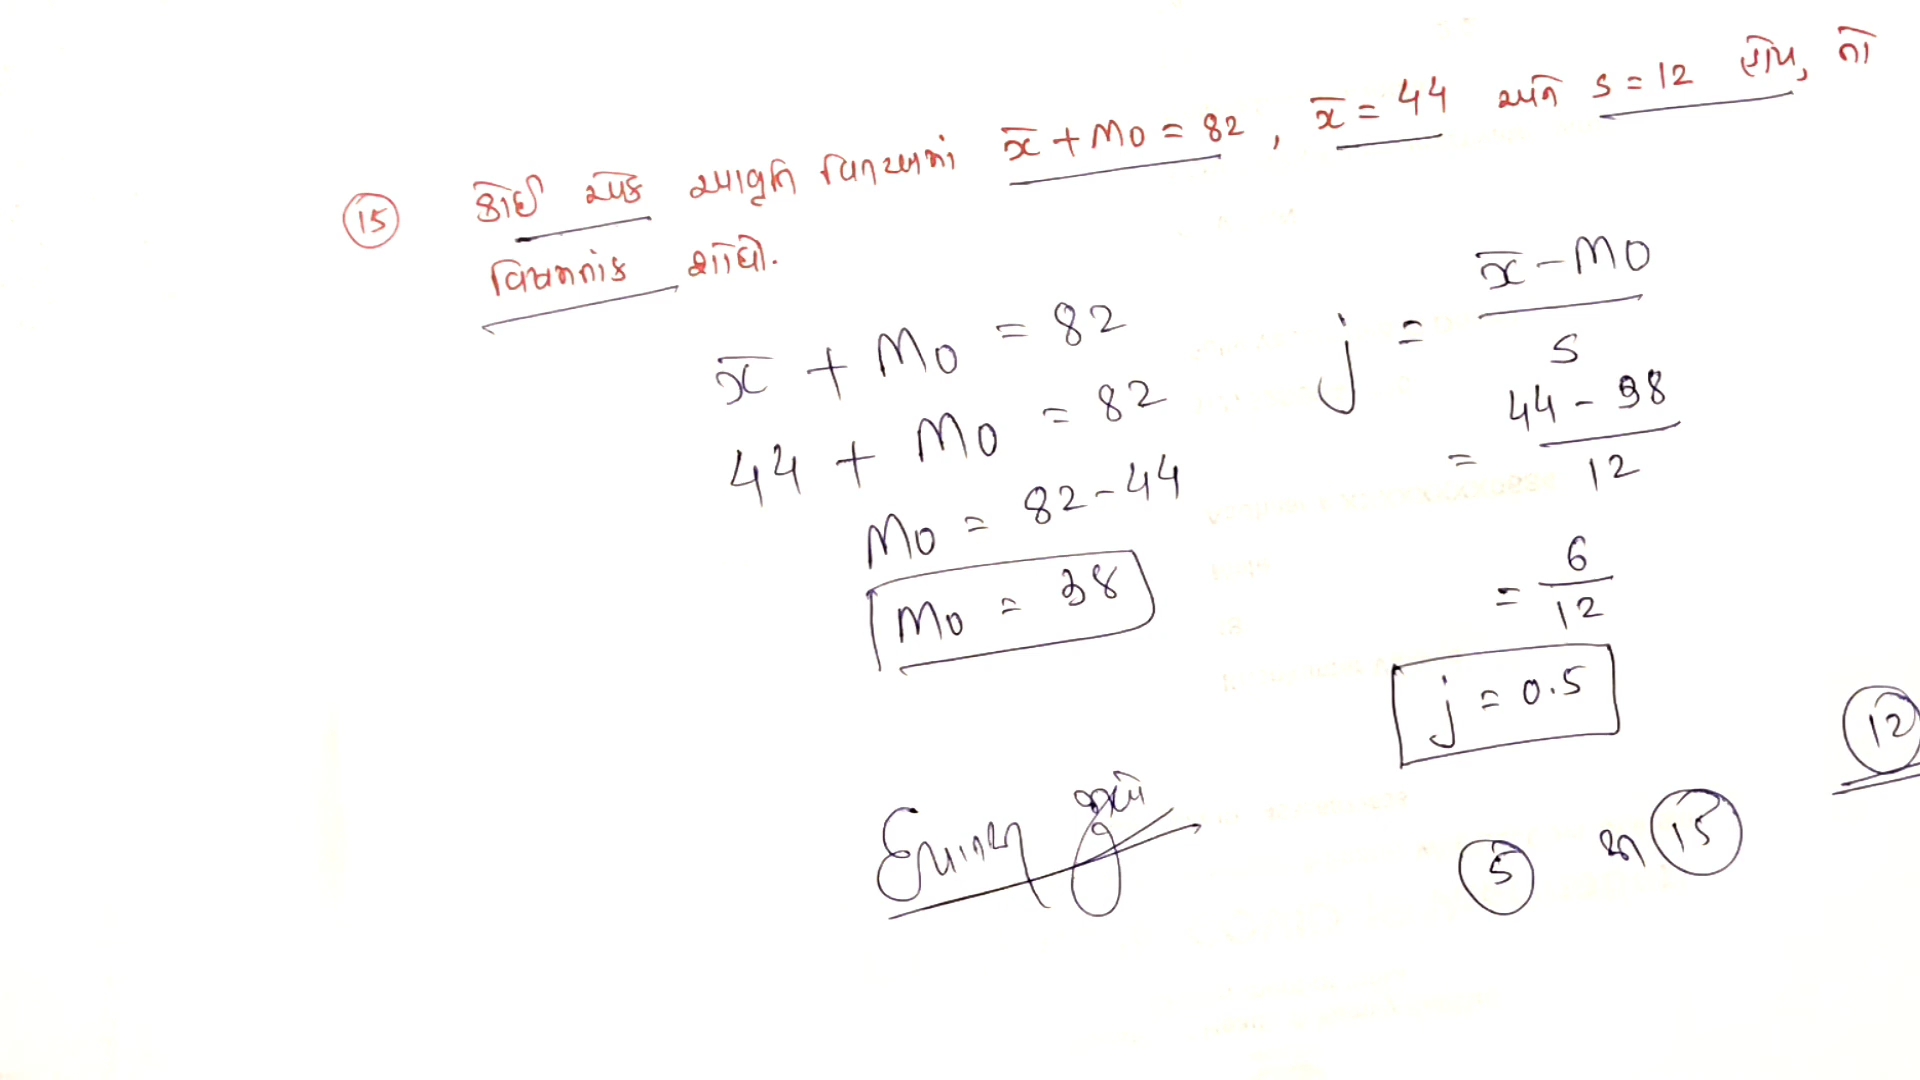 (15) કોઈ એક આવૃત્તિ વિતરણમાં x̄ + Mo = 82, x̄ = 44 અને s = 12 હોય, તો
વિષમતાંક શોધો.
x̄ + Mo = 82
44 + Mo = 82
Mo = 82 - 44
Mo = 38
j = x̄ - Mo / s
= 44 - 38 / 12
= 6 / 12
j = 0.5
(12)
ધ્યાનથી જુઓ
(5) થી (15)